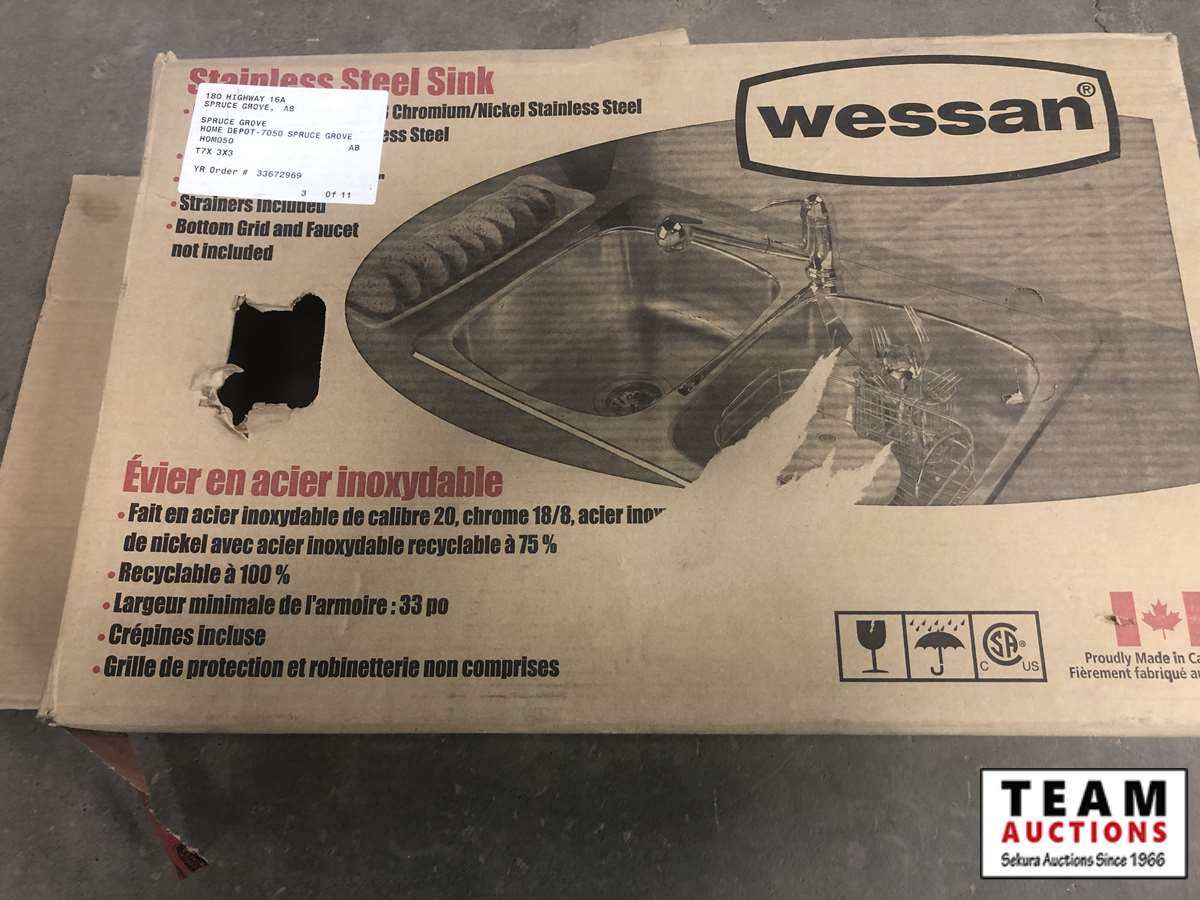 Stainless Steel Sink
Chromium/Nickel Stainless Steel
Steel
180 HIGHWAY 16A
SPRUCE GROVE, AB
SPRUCE GROVE
HOME DEPOT-7050 SPRUCE GROVE
HOM050 AB
T7X 3X3
YR Order # 33672969
3 Of 11
• Strainers Included
• Bottom Grid and Faucet
not included
wessan®
Évier en acier inoxydable
• Fait en acier inoxydable de calibre 20, chrome 18/8, acier
de nickel avec acier inoxydable recyclable à 75 %
• Recyclable à 100 %
• Largeur minimale de l'armoire : 33 po
• Crépines incluse
• Grille de protection et robinetterie non comprises
CSA®
C US
Proudly Made in
Fièrement fabriqué
TEAM
AUCTIONS
Sekura Auctions Since 1966